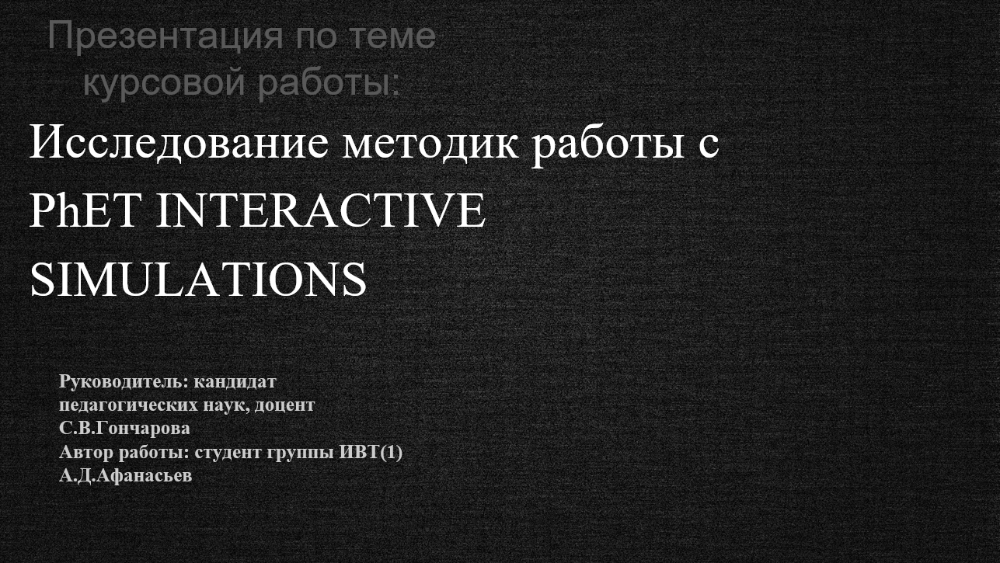 Презентация по теме
курсовой работы:
Исследование методик работы с
PhET INTERACTIVE
SIMULATIONS
Руководитель: кандидат
педагогических наук, доцент
С.В.Гончарова
Автор работы: студент группы ИВТ(1)
А.Д.Афанасьев